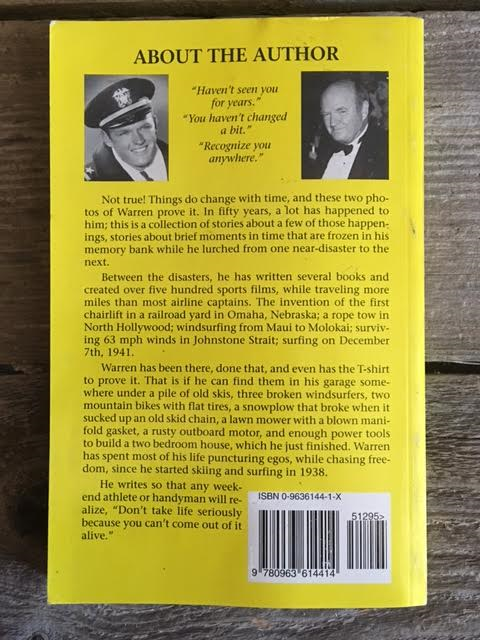 ABOUT THE AUTHOR
"Haven't seen you
for years."
"You haven't changed
a bit."
"Recognize you
anywhere."
Not true! Things do change with time, and these two pho-
tos of Warren prove it. In fifty years, a lot has happened to
him; this is a collection of stories about a few of those happen-
ings, stories about brief moments in time that are frozen in his
memory bank while he lurched from one near-disaster to the
next.
Between the disasters, he has written several books and
created over five hundred sports films, while traveling more
miles than most airline captains. The invention of the first
chairlift in a railroad yard in Omaha, Nebraska; a rope tow in
North Hollywood; windsurfing from Maui to Molokai; surviv-
ing 63 mph winds in Johnstone Strait; surfing on December
7th, 1941.
Warren has been there, done that, and even has the T-shirt
to prove it. That is if he can find them in his garage some-
where under a pile of old skis, three broken windsurfers, two
mountain bikes with flat tires, a snowplow that broke when it
sucked up an old skid chain, a lawn mower with a blown mani-
fold gasket, a rusty outboard motor, and enough power tools
to build a two bedroom house, which he just finished. Warren
has spent most of his life puncturing egos, while chasing free-
dom, since he started skiing and surfing in 1938.
He writes so that any week-
end athlete or handyman will re-
alize, "Don't take life seriously
because you can't come out of it
alive."
ISBN 0-9636144-1-X
51295>
9 780963 614414